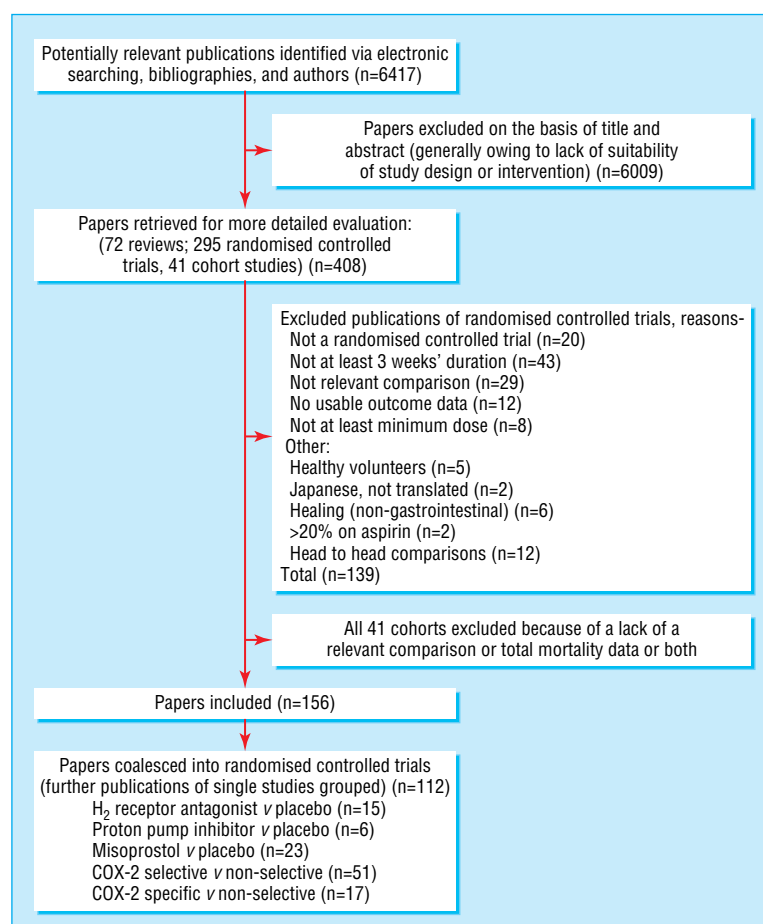 Potentially relevant publications identified via electronic
searching, bibliographies, and authors (n=6417)
Papers excluded on the basis of title and
abstract (generally owing to lack of suitability
of study design or intervention) (n=6009)
Papers retrieved for more detailed evaluation:
(72 reviews; 295 randomised controlled
trials, 41 cohort studies) (n=408)
Excluded publications of randomised controlled trials, reasons-
Not a randomised controlled trial (n=20)
Not at least 3 weeks' duration (n=43)
Not relevant comparison (n=29)
No usable outcome data (n=12)
Not at least minimum dose (n=8)
Other:
Healthy volunteers (n=5)
Japanese, not translated (n=2)
Healing (non-gastrointestinal) (n=6)
>20% on aspirin (n=2)
Head to head comparisons (n=12)
Total (n=139)
All 41 cohorts excluded because of a lack of a
relevant comparison or total mortality data or both
Papers included (n=156)
Papers coalesced into randomised controlled trials
(further publications of single studies grouped) (n=112)
H₂ receptor antagonist v placebo (n=15)
Proton pump inhibitor v placebo (n=6)
Misoprostol v placebo (n=23)
COX-2 selective v non-selective (n=51)
COX-2 specific v non-selective (n=17)